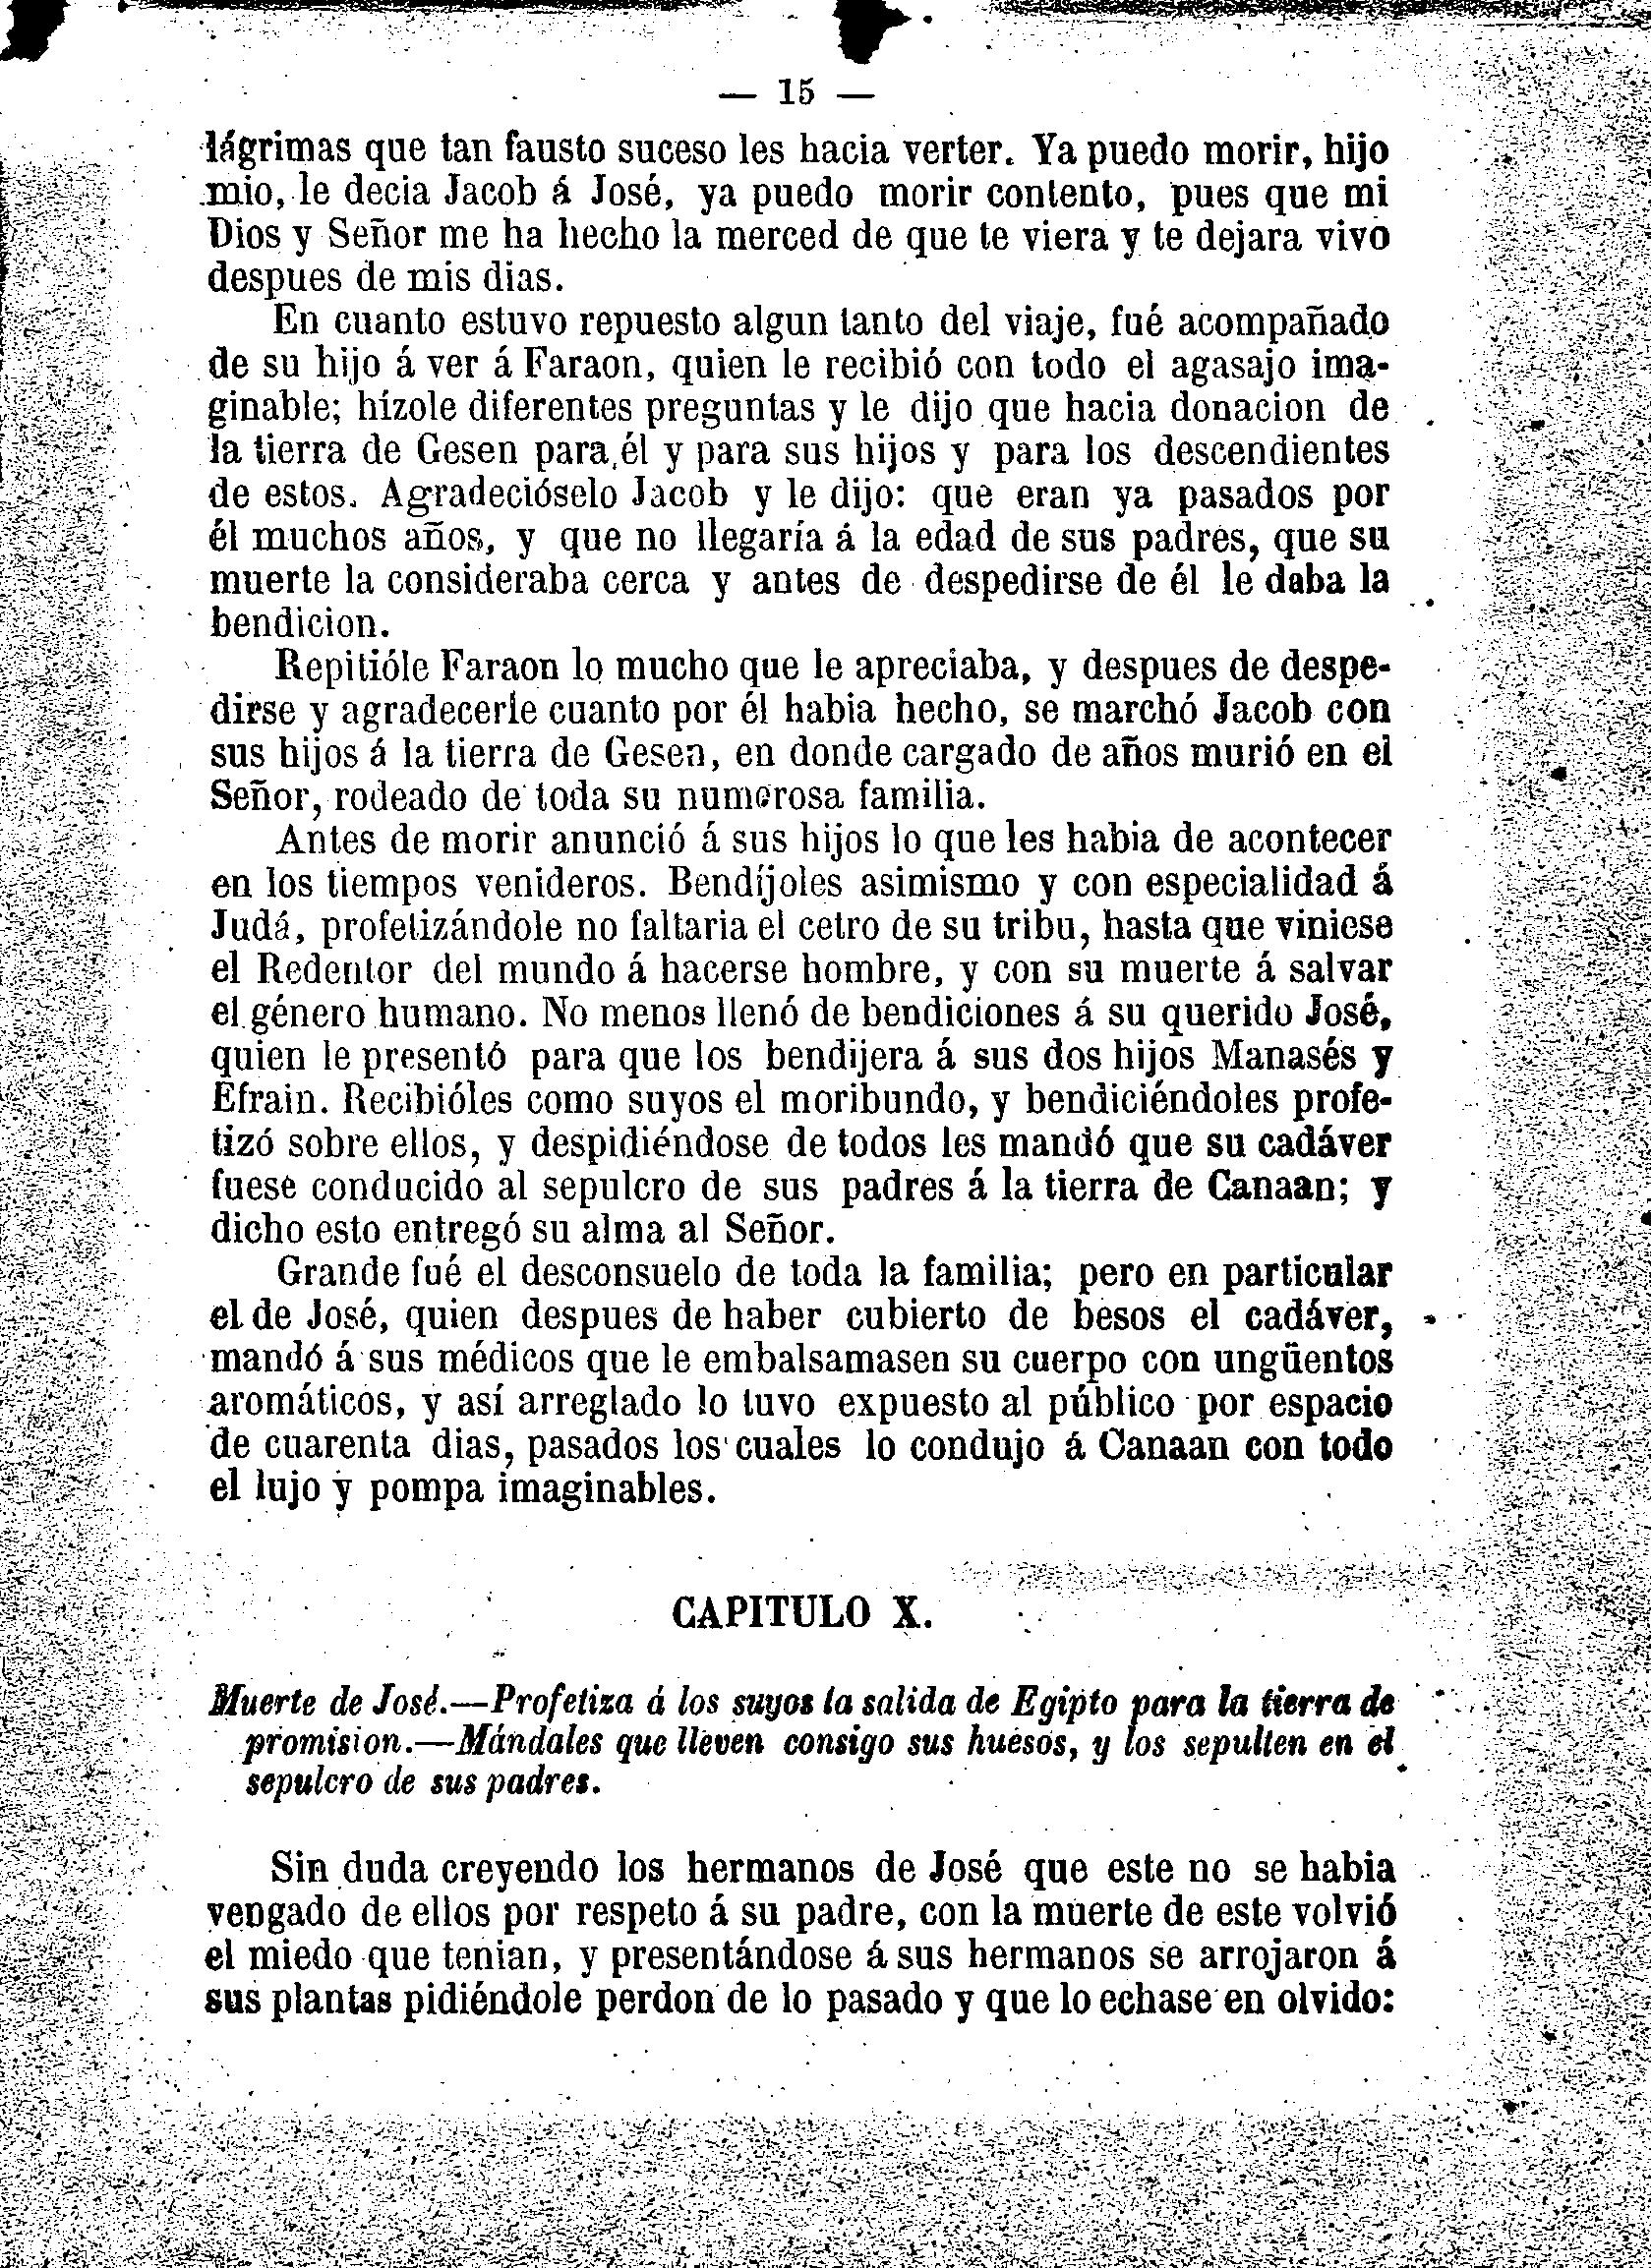 — 15 —
lágrimas que tan fausto suceso les hacia verter. Ya puedo morir, hijo
mio, le decia Jacob á José, ya puedo morir contento, pues que mi
Dios y Señor me ha hecho la merced de que te viera y te dejara vivo
despues de mis dias.
En cuanto estuvo repuesto algun tanto del viaje, fué acompañado
de su hijo á ver á Faraon, quien le recibió con todo el agasajo ima-
ginable; hízole diferentes preguntas y le dijo que hacia donacion de
la tierra de Gesen para él y para sus hijos y para los descendientes
de estos. Agradecióselo Jacob y le dijo: que eran ya pasados por
él muchos años, y que no llegaría á la edad de sus padres, que su
muerte la consideraba cerca y antes de despedirse de él le daba la
bendicion.
Repitióle Faraon lo mucho que le apreciaba, y despues de despe-
dirse y agradecerle cuanto por él habia hecho, se marchó Jacob con
sus hijos á la tierra de Gesen, en donde cargado de años murió en el
Señor, rodeado de toda su numerosa familia.
Antes de morir anunció á sus hijos lo que les habia de acontecer
en los tiempos venideros. Bendíjoles asimismo y con especialidad á
Judá, profetizándole no faltaria el cetro de su tribu, hasta que viniese
el Redentor del mundo á hacerse hombre, y con su muerte á salvar
el género humano. No menos llenó de bendiciones á su querido José,
quien le presentó para que los bendijera á sus dos hijos Manasés y
Efrain. Recibióles como suyos el moribundo, y bendiciéndoles profe-
tizó sobre ellos, y despidiéndose de todos les mandó que su cadáver
fuese conducido al sepulcro de sus padres á la tierra de Canaan; y
dicho esto entregó su alma al Señor.
Grande fué el desconsuelo de toda la familia; pero en particular
el de José, quien despues de haber cubierto de besos el cadáver,
mandó á sus médicos que le embalsamasen su cuerpo con ungüentos
aromáticos, y así arreglado lo tuvo expuesto al público por espacio
de cuarenta dias, pasados los cuales lo condujo á Canaan con todo
el lujo y pompa imaginables.
CAPITULO X.
Muerte de José.—Profetiza á los suyos la salida de Egipto para la tierra de
promision.—Mándales que lleven consigo sus huesos, y los sepulten en el
sepulcro de sus padres.
Sin duda creyendo los hermanos de José que este no se habia
vengado de ellos por respeto á su padre, con la muerte de este volvió
el miedo que tenian, y presentándose á sus hermanos se arrojaron á
sus plantas pidiéndole perdon de lo pasado y que lo echase en olvido: